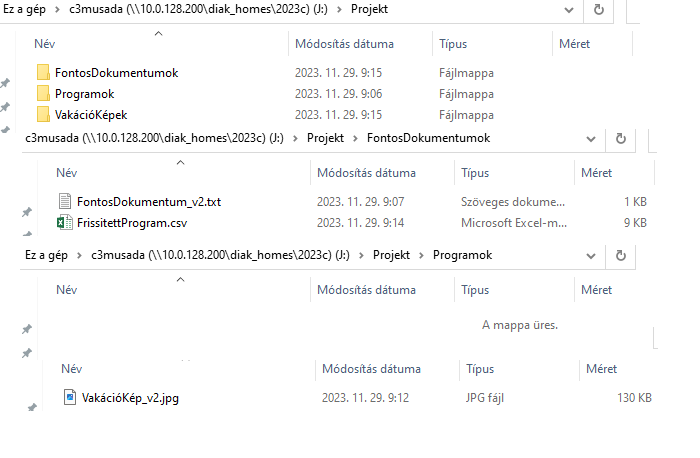 Ez a gép > c3musada (\\10.0.128.200\diak_homes\2023c) (J:) > Projekt
Név Módosítás dátuma Típus Méret
FontosDokumentumok 2023. 11. 29. 9:15 Fájlmappa
Programok 2023. 11. 29. 9:06 Fájlmappa
VakációKépek 2023. 11. 29. 9:15 Fájlmappa
c3musada (\\10.0.128.200\diak_homes\2023c) (J:) > Projekt > FontosDokumentumok
Név Módosítás dátuma Típus Méret
FontosDokumentum_v2.txt 2023. 11. 29. 9:07 Szöveges dokume... 1 KB
FrissitettProgram.csv 2023. 11. 29. 9:14 Microsoft Excel-m... 9 KB
Ez a gép > c3musada (\\10.0.128.200\diak_homes\2023c) (J:) > Projekt > Programok
Név Módosítás dátuma Típus Méret
A mappa üres.
Név Módosítás dátuma Típus Méret
VakációKép_v2.jpg 2023. 11. 29. 9:12 JPG fájl 130 KB